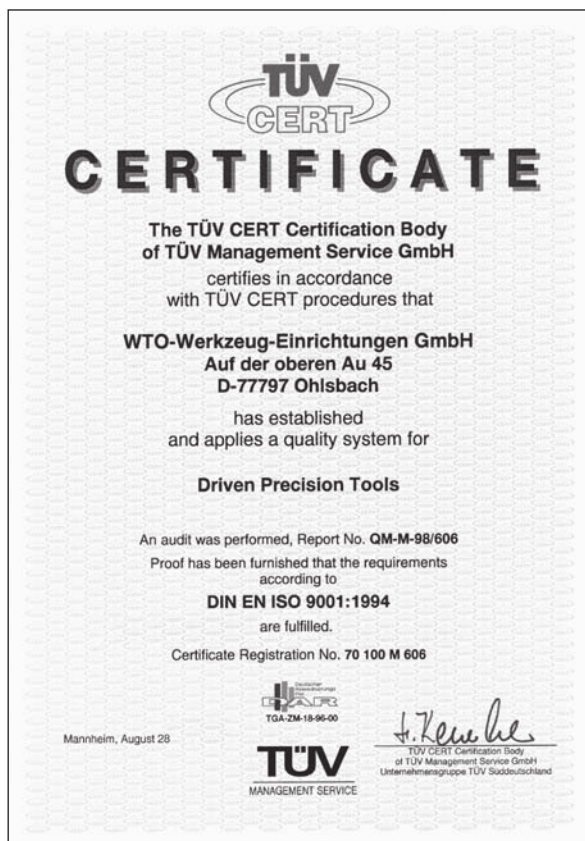 TÜV
CERT
CERTIFICATE
The TÜV CERT Certification Body
of TÜV Management Service GmbH
certifies in accordance
with TÜV CERT procedures that
WTO-Werkzeug-Einrichtungen GmbH
Auf der oberen Au 45
D-77797 Ohlsbach
has established
and applies a quality system for
Driven Precision Tools
An audit was performed, Report No. QM-M-98/606
Proof has been furnished that the requirements
according to
DIN EN ISO 9001:1994
are fulfilled.
Certificate Registration No. 70 100 M 606
Deutscher
Akkreditierungs
Rat
DAR
TGA-ZM-18-96-00
Mannheim, August 28
TÜV
MANAGEMENT SERVICE
TÜV CERT Certification Body
of TÜV Management Service GmbH
Unternehmensgruppe TÜV Süddeutschland